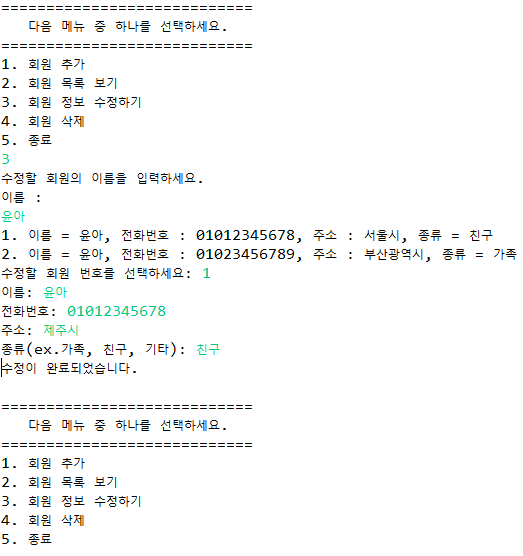 ============================
다음 메뉴 중 하나를 선택하세요.
============================
1. 회원 추가
2. 회원 목록 보기
3. 회원 정보 수정하기
4. 회원 삭제
5. 종료
3
수정할 회원의 이름을 입력하세요.
이름 :
윤아
1. 이름 = 윤아, 전화번호 : 01012345678, 주소 : 서울시, 종류 = 친구
2. 이름 = 윤아, 전화번호 : 01023456789, 주소 : 부산광역시, 종류 = 가족
수정할 회원 번호를 선택하세요: 1
이름: 윤아
전화번호: 01012345678
주소: 제주시
종류(ex.가족, 친구, 기타): 친구
수정이 완료되었습니다.
============================
다음 메뉴 중 하나를 선택하세요.
============================
1. 회원 추가
2. 회원 목록 보기
3. 회원 정보 수정하기
4. 회원 삭제
5. 종료